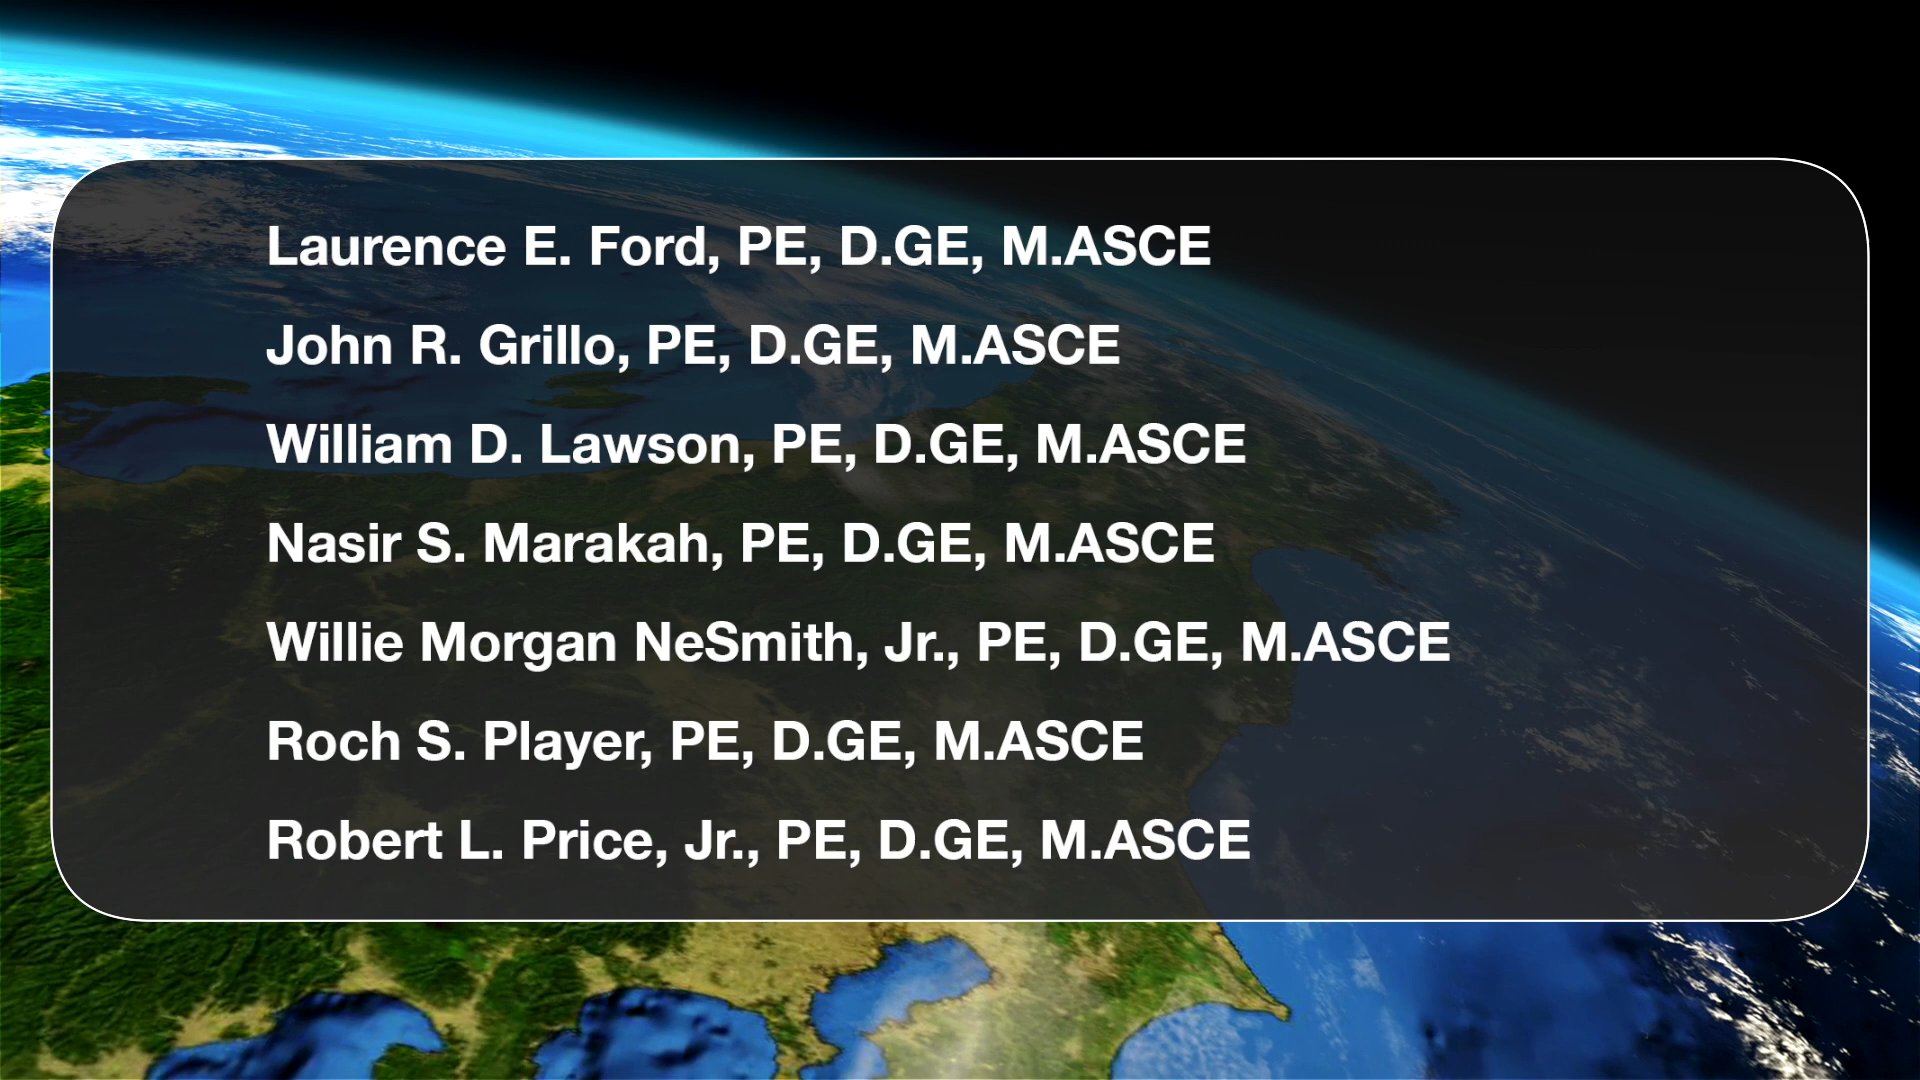 Laurence E. Ford, PE, D.GE, M.ASCE
John R. Grillo, PE, D.GE, M.ASCE
William D. Lawson, PE, D.GE, M.ASCE
Nasir S. Marakah, PE, D.GE, M.ASCE
Willie Morgan NeSmith, Jr., PE, D.GE, M.ASCE
Roch S. Player, PE, D.GE, M.ASCE
Robert L. Price, Jr., PE, D.GE, M.ASCE